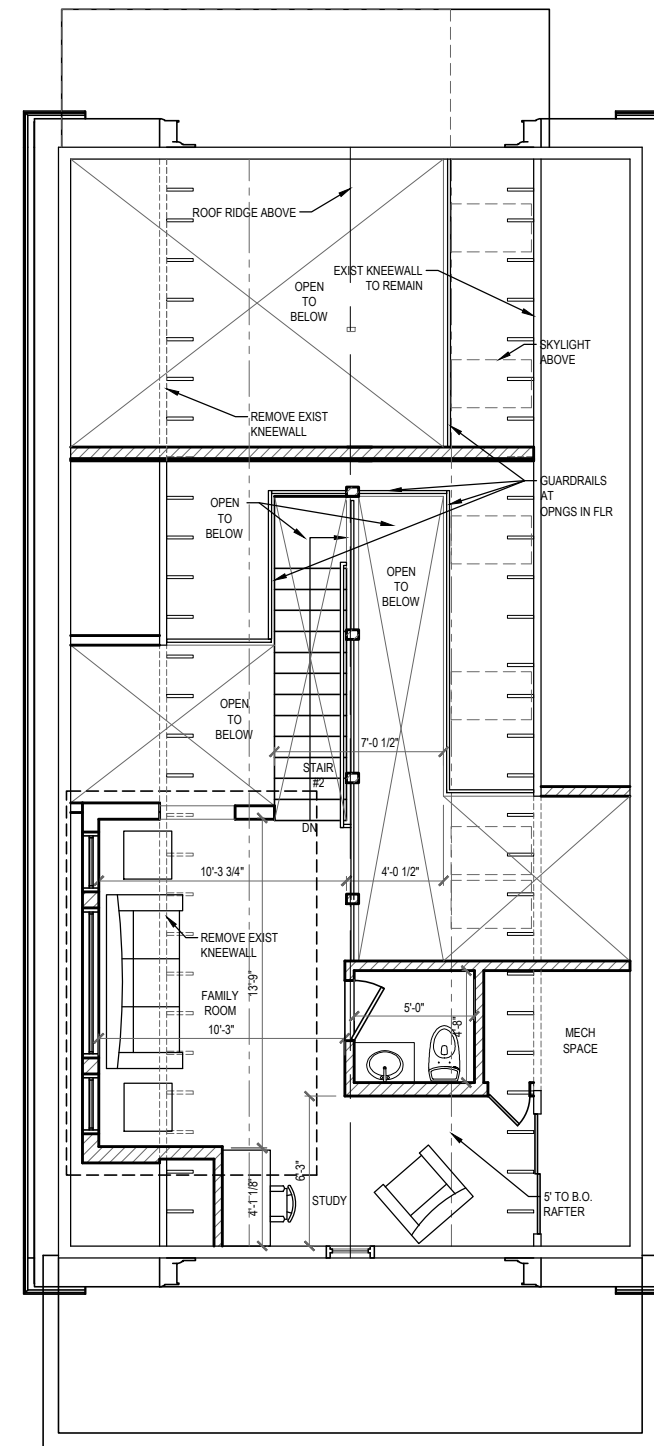 ROOF RIDGE ABOVE
EXIST KNEEWALL
TO REMAIN
OPEN
TO
BELOW
SKYLIGHT
ABOVE
REMOVE EXIST
KNEEWALL
GUARDRAILS
AT
OPNGS IN FLR
OPEN
TO
BELOW
OPEN
TO
BELOW
OPEN
TO
BELOW
7'-0 1/2"
STAIR
#2
DN
10'-3 3/4"
4'-0 1/2"
REMOVE EXIST
KNEEWALL
13'-9"
FAMILY
ROOM
10'-3"
5'-0"
4'-8"
MECH
SPACE
6'-3"
4'-1 1/8"
STUDY
5' TO B.O.
RAFTER